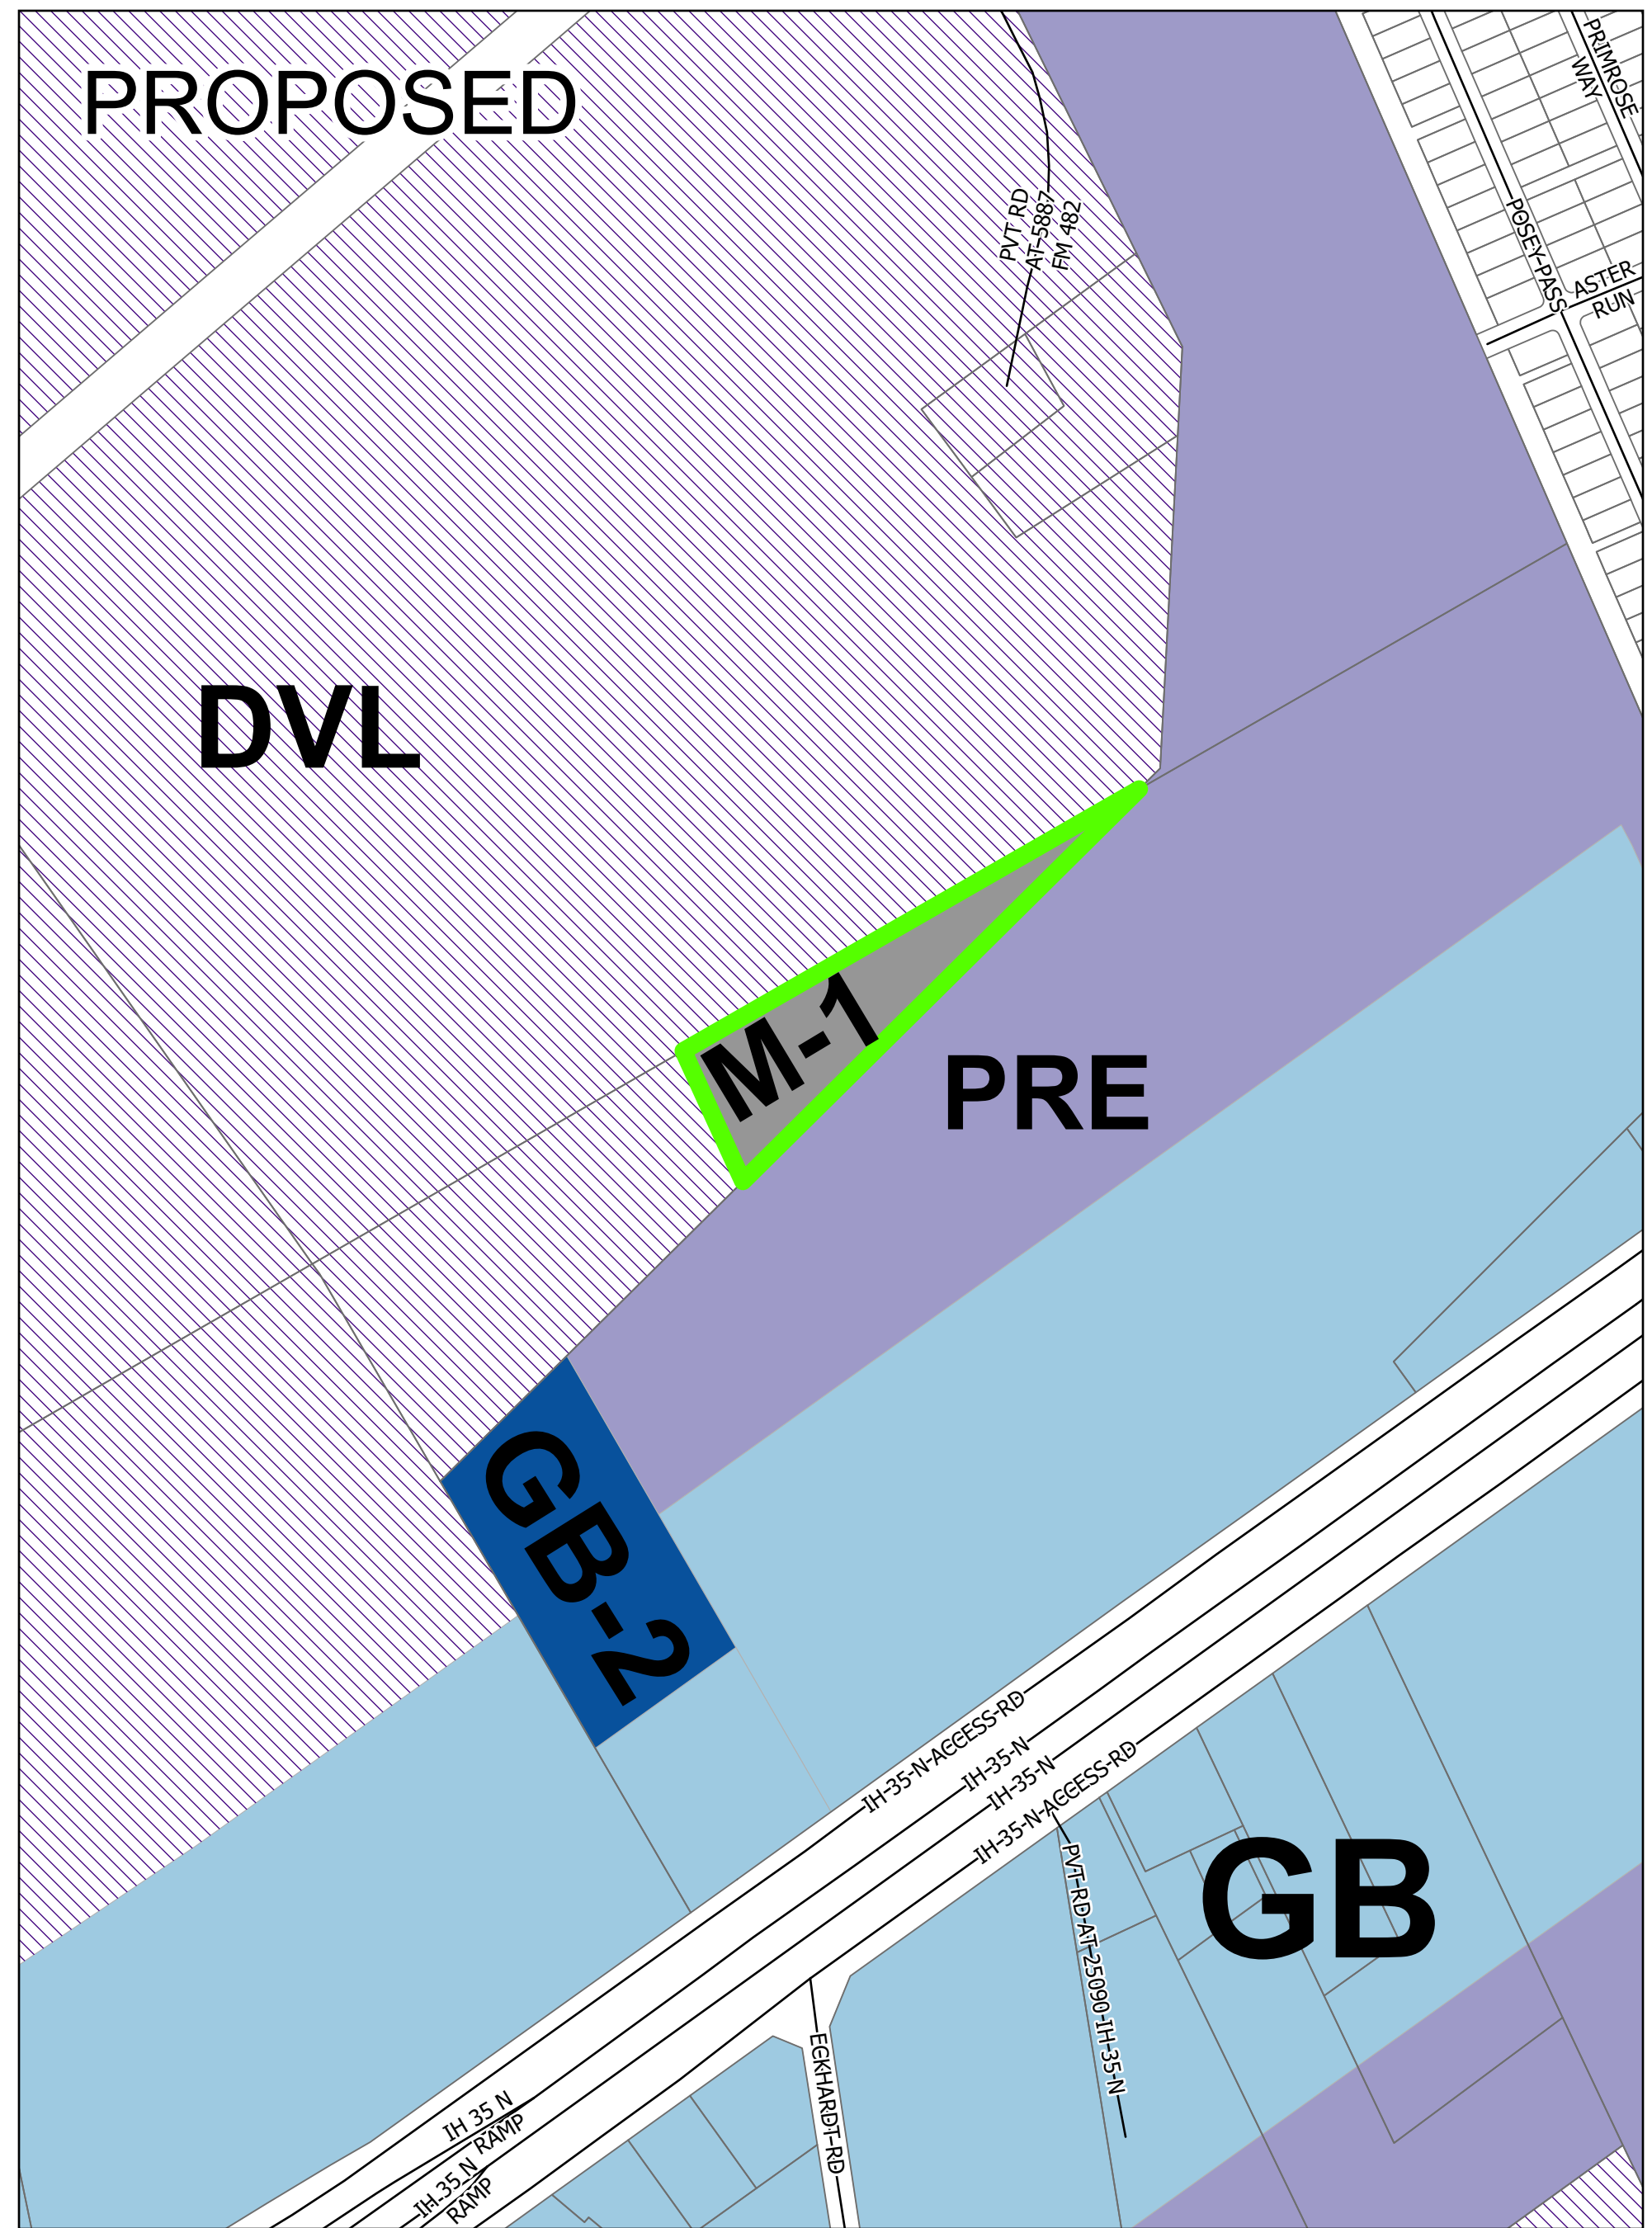 PROPOSED
PRIMROSE
WAY
PVT RD
AT 5887
FM 482
POSEY PASS
ASTER
RUN
DVL
M-1
PRE
GB-2
IH 35 N ACCESS RD
IH 35 N
IH 35 N
IH 35 N ACCESS RD
PVT RD AT 25090 IH 35 N
GB
ECKHARDT RD
IH 35 N
RAMP
IH 35 N
RAMP